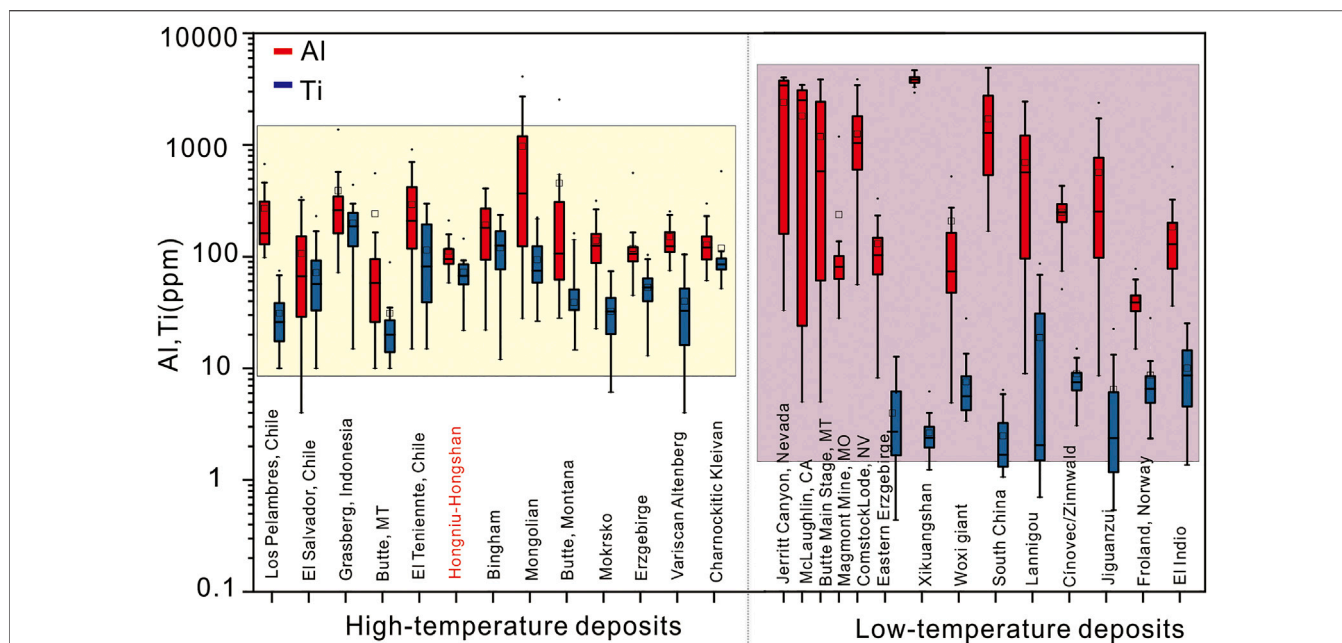 10000
1000
100
10
1
0.1
Al,Ti(ppm)
Al
Ti
Los Pelambres, Chile
El Salvador, Chile
Grasberg, Indonesia
Butte, MT
El Teniennte, Chile
Hongniu-Hongshan
Bingham
Mongolian
Butte, Montana
Mokrsko
Erzgebirge
Variscan Altenberg
Charnockitic Kleivan
Jerritt Canyon, Nevada
McLaughlin, CA
Butte Main Stage, MT
Magmont Mine, MO
ComstockLode, NV
Eastern Erzgebirge
Xikuangshan
Woxi giant
South China
Lannigou
Cinovec/Zinnwald
Jiguanzui
Froland, Norway
El Indio
High-temperature deposits
Low-temperature deposits